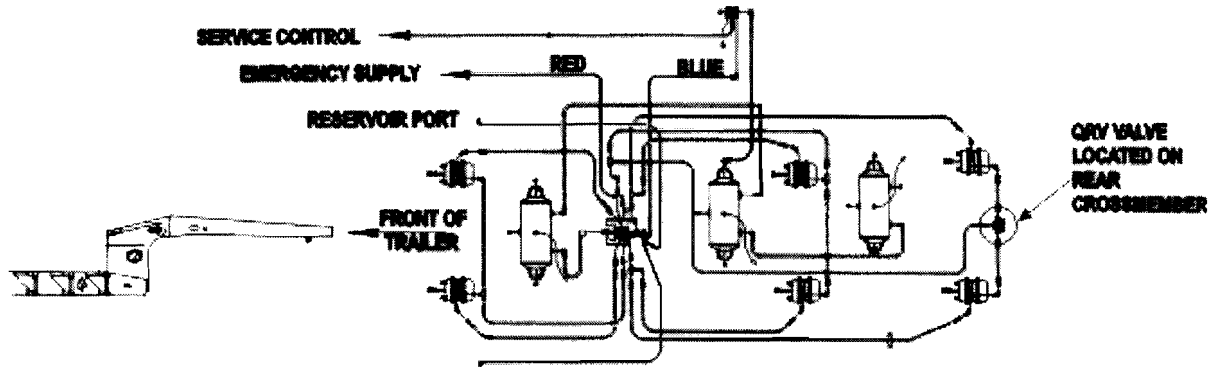 SERVICE CONTROL
EMERGENCY SUPPLY
RED
BLUE
RESERVOIR PORT
QRV VALVE
LOCATED ON
REAR
CROSSMEMBER
FRONT OF
TRAILER